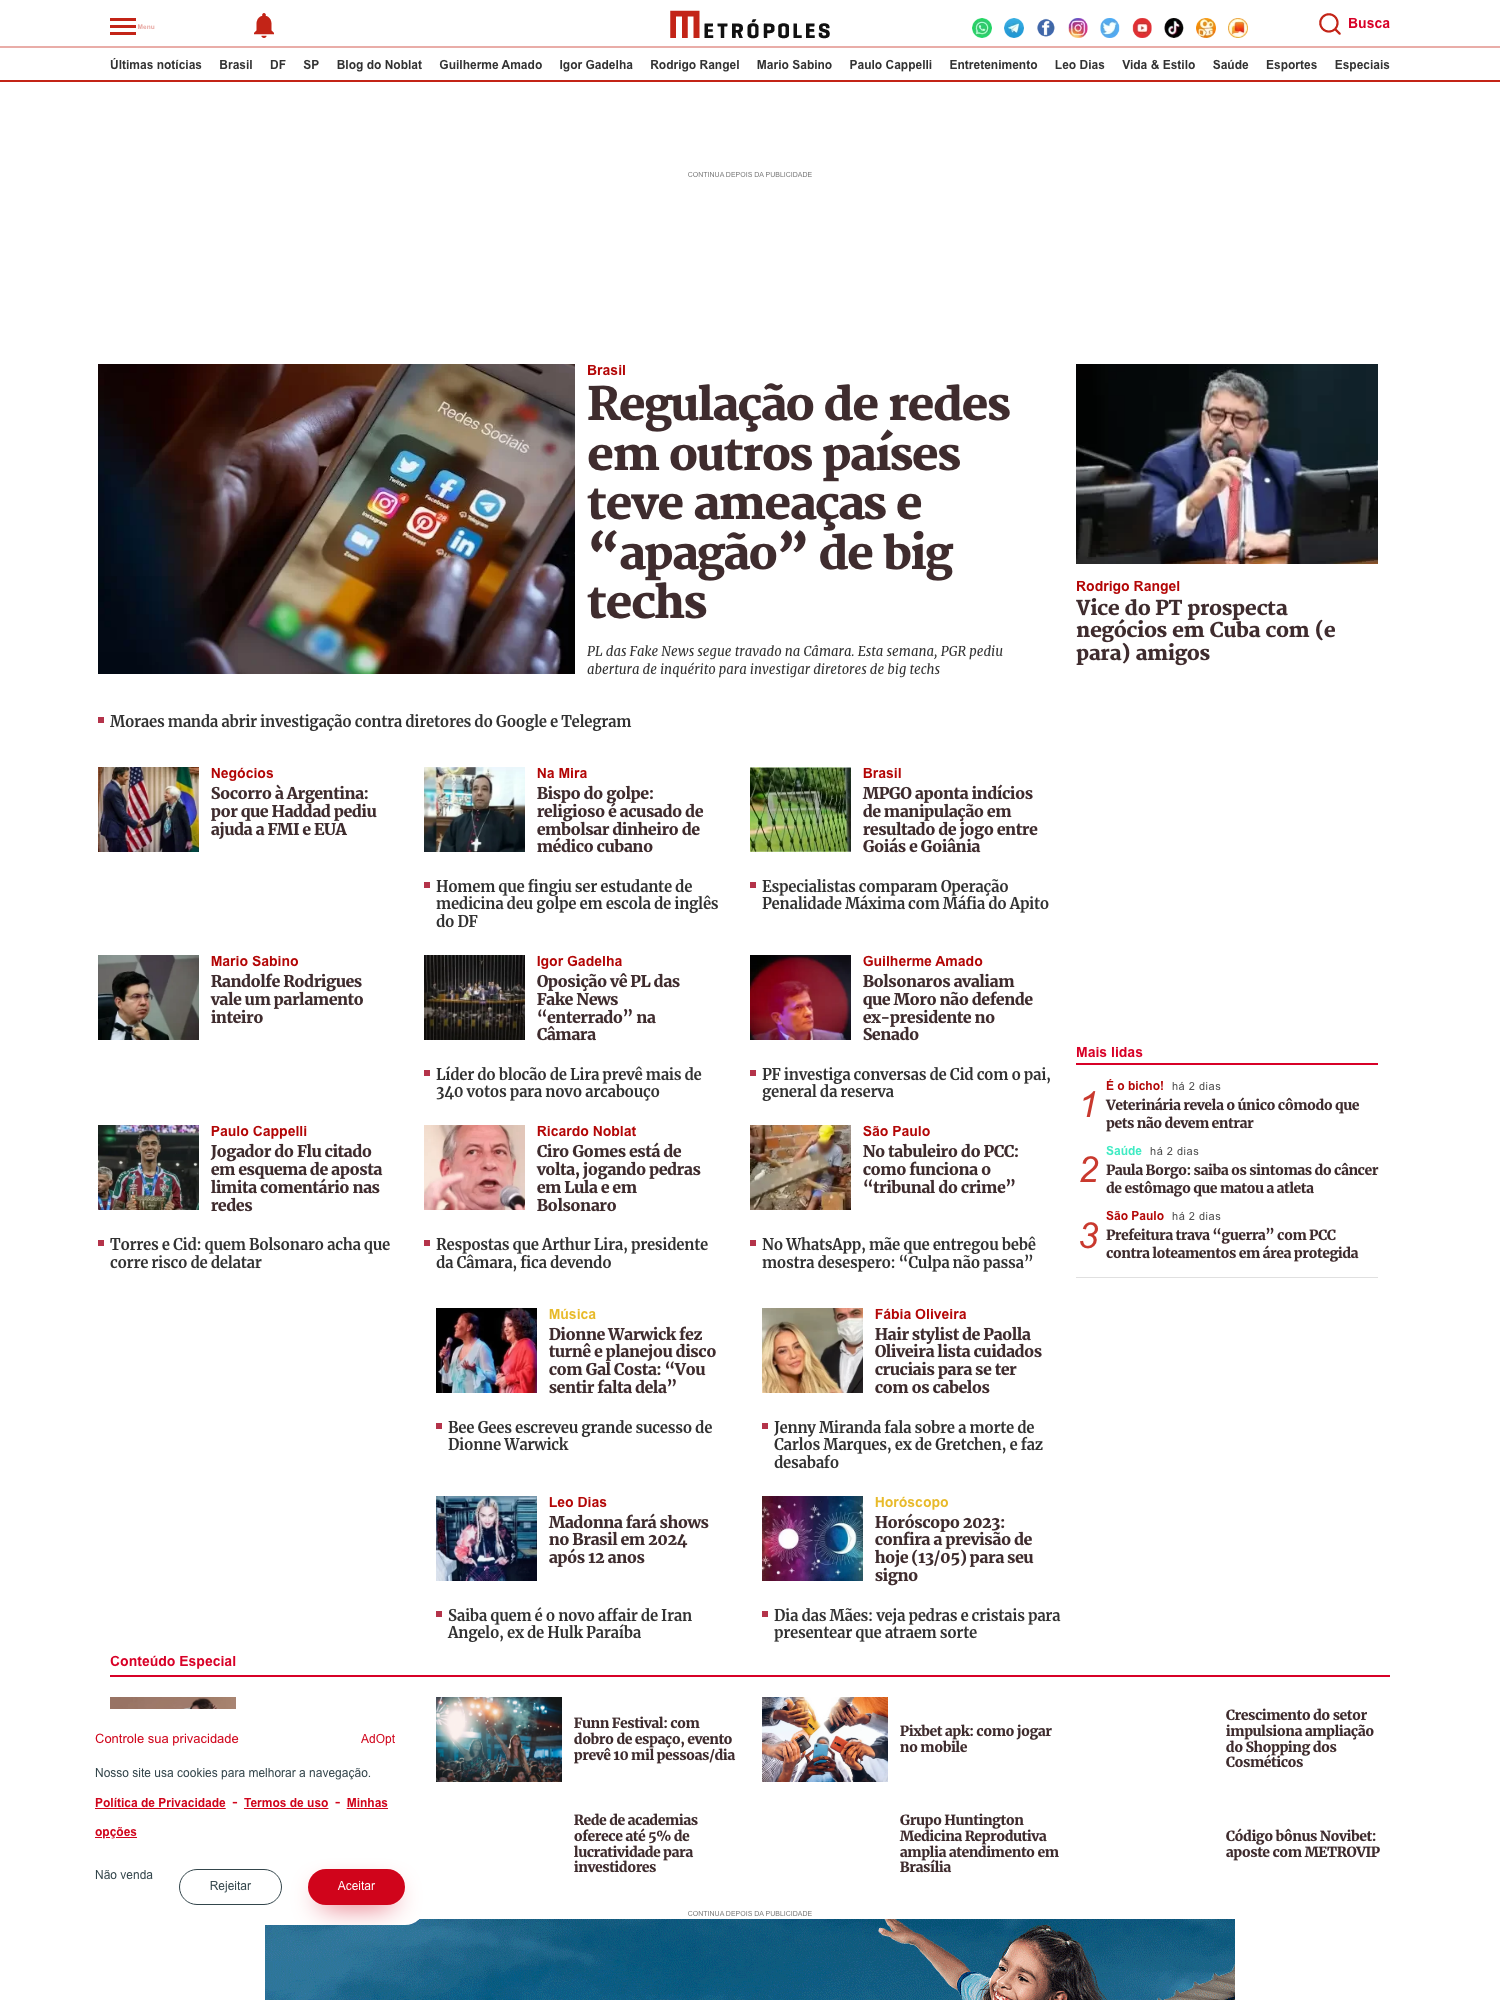 Menu
METRÓPOLES
Busca
Últimas notícias Brasil DF SP Blog do Noblat Guilherme Amado Igor Gadelha Rodrigo Rangel Mario Sabino Paulo Cappelli Entretenimento Leo Dias Vida & Estilo Saúde Esportes Especiais
CONTINUA DEPOIS DA PUBLICIDADE
Redes Sociais
Twitter
Facebook
Telegram
Instagram
Pinterest
Zoom
Brasil
Regulação de redes
em outros países
teve ameaças e
“apagão” de big
techs
PL das Fake News segue travado na Câmara. Esta semana, PGR pediu
abertura de inquérito para investigar diretores de big techs
Rodrigo Rangel
Vice do PT prospecta
negócios em Cuba com (e
para) amigos
Moraes manda abrir investigação contra diretores do Google e Telegram
Negócios
Socorro à Argentina:
por que Haddad pediu
ajuda a FMI e EUA
Na Mira
Bispo do golpe:
religioso é acusado de
embolsar dinheiro de
médico cubano
Homem que fingiu ser estudante de
medicina deu golpe em escola de inglês
do DF
Brasil
MPGO aponta indícios
de manipulação em
resultado de jogo entre
Goiás e Goiânia
Especialistas comparam Operação
Penalidade Máxima com Máfia do Apito
Mario Sabino
Randolfe Rodrigues
vale um parlamento
inteiro
Igor Gadelha
Oposição vê PL das
Fake News
“enterrado” na
Câmara
Líder do blocão de Lira prevê mais de
340 votos para novo arcabouço
Guilherme Amado
Bolsonaros avaliam
que Moro não defende
ex-presidente no
Senado
PF investiga conversas de Cid com o pai,
general da reserva
Paulo Cappelli
Jogador do Flu citado
em esquema de aposta
limita comentário nas
redes
Torres e Cid: quem Bolsonaro acha que
corre risco de delatar
Ricardo Noblat
Ciro Gomes está de
volta, jogando pedras
em Lula e em
Bolsonaro
Respostas que Arthur Lira, presidente
da Câmara, fica devendo
São Paulo
No tabuleiro do PCC:
como funciona o
“tribunal do crime”
No WhatsApp, mãe que entregou bebê
mostra desespero: “Culpa não passa”
Mais lidas
1
É o bicho! há 2 dias
Veterinária revela o único cômodo que
pets não devem entrar
2
Saúde há 2 dias
Paula Borgo: saiba os sintomas do câncer
de estômago que matou a atleta
3
São Paulo há 2 dias
Prefeitura trava “guerra” com PCC
contra loteamentos em área protegida
Música
Dionne Warwick fez
turnê e planejou disco
com Gal Costa: “Vou
sentir falta dela”
Bee Gees escreveu grande sucesso de
Dionne Warwick
Fábia Oliveira
Hair stylist de Paolla
Oliveira lista cuidados
cruciais para se ter
com os cabelos
Jenny Miranda fala sobre a morte de
Carlos Marques, ex de Gretchen, e faz
desabafo
Leo Dias
Madonna fará shows
no Brasil em 2024
após 12 anos
Saiba quem é o novo affair de Iran
Angelo, ex de Hulk Paraíba
Horóscopo
Horóscopo 2023:
confira a previsão de
hoje (13/05) para seu
signo
Dia das Mães: veja pedras e cristais para
presentear que atraem sorte
Conteúdo Especial
Funn Festival: com
dobro de espaço, evento
prevê 10 mil pessoas/dia
Pixbet apk: como jogar
no mobile
Crescimento do setor
impulsiona ampliação
do Shopping dos
Cosméticos
Rede de academias
oferece até 5% de
lucratividade para
investidores
Grupo Huntington
Medicina Reprodutiva
amplia atendimento em
Brasília
Código bônus Novibet:
aposte com METROVIP
Controle sua privacidade
AdOpt
Nosso site usa cookies para melhorar a navegação.
Política de Privacidade - Termos de uso - Minhas
opções
Não venda
Rejeitar
Aceitar
CONTINUA DEPOIS DA PUBLICIDADE